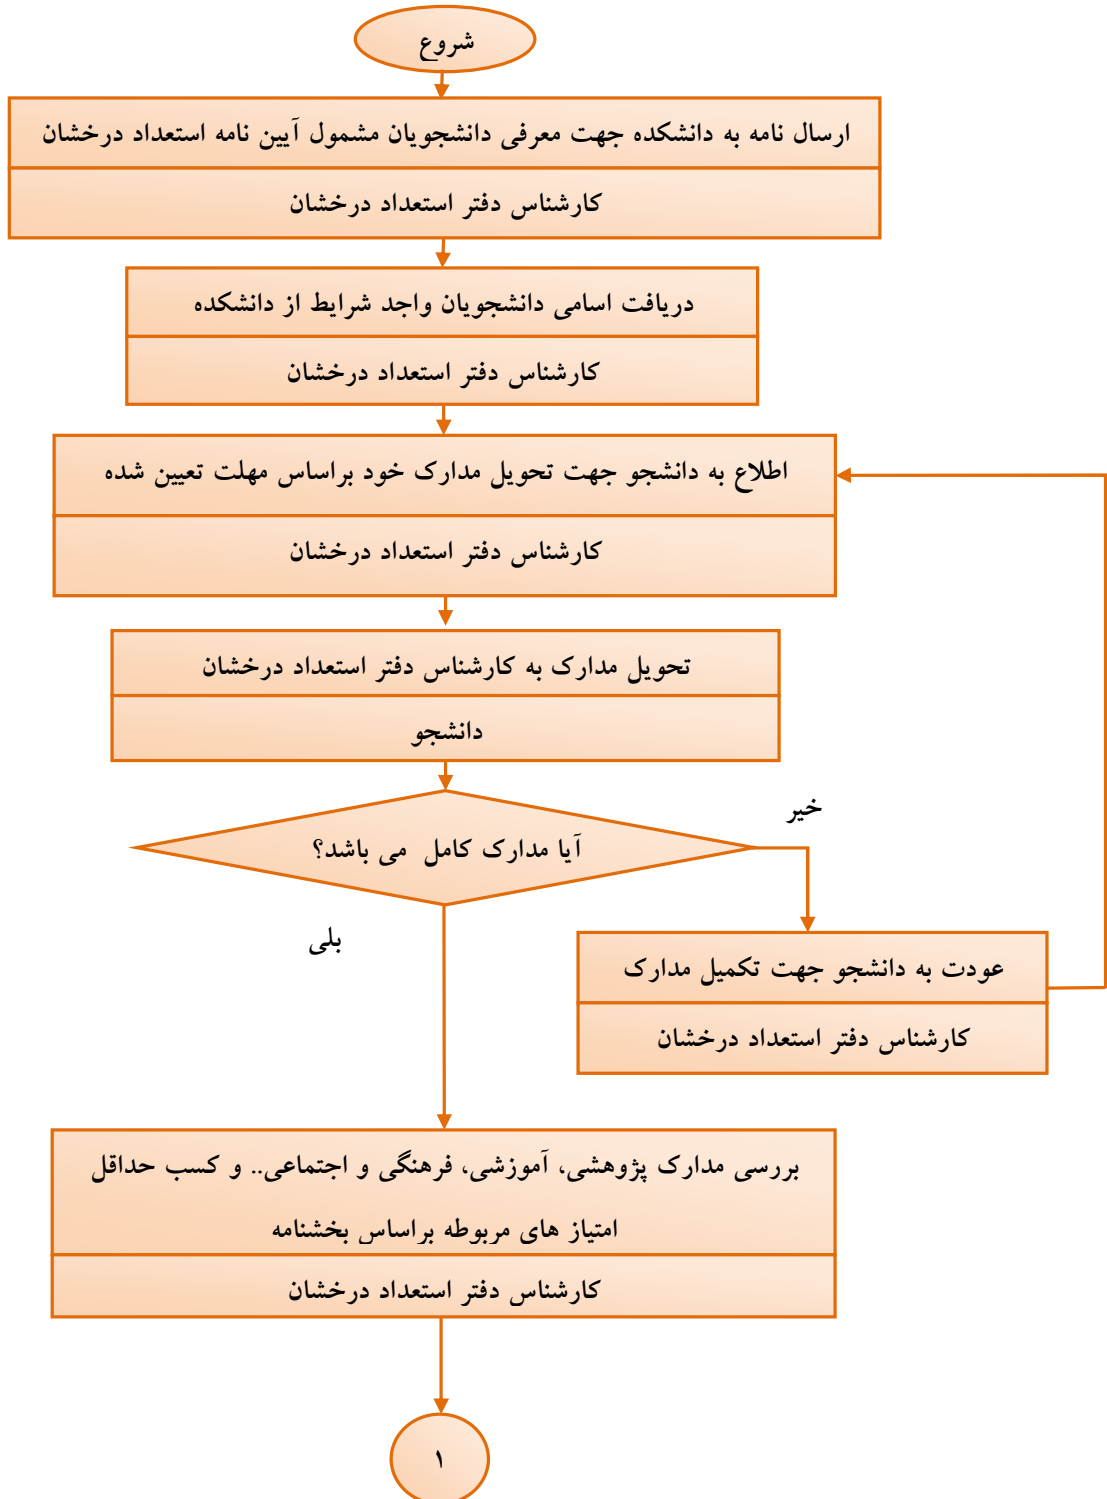 شروع
ارسال نامه به دانشکده جهت معرفی دانشجویان مشمول آیین نامه استعداد درخشان
کارشناس دفتر استعداد درخشان
دریافت اسامی دانشجویان واجد شرایط از دانشکده
کارشناس دفتر استعداد درخشان
اطلاع به دانشجو جهت تحویل مدارک خود براساس مهلت تعیین شده
کارشناس دفتر استعداد درخشان
تحویل مدارک به کارشناس دفتر استعداد درخشان
دانشجو
خیر
آیا مدارک کامل می باشد؟
بلی
عودت به دانشجو جهت تکمیل مدارک
کارشناس دفتر استعداد درخشان
بررسی مدارک پژوهشی، آموزشی، فرهنگی و اجتماعی.. و کسب حداقل
امتیاز های مربوطه براساس بخشنامه
کارشناس دفتر استعداد درخشان
۱